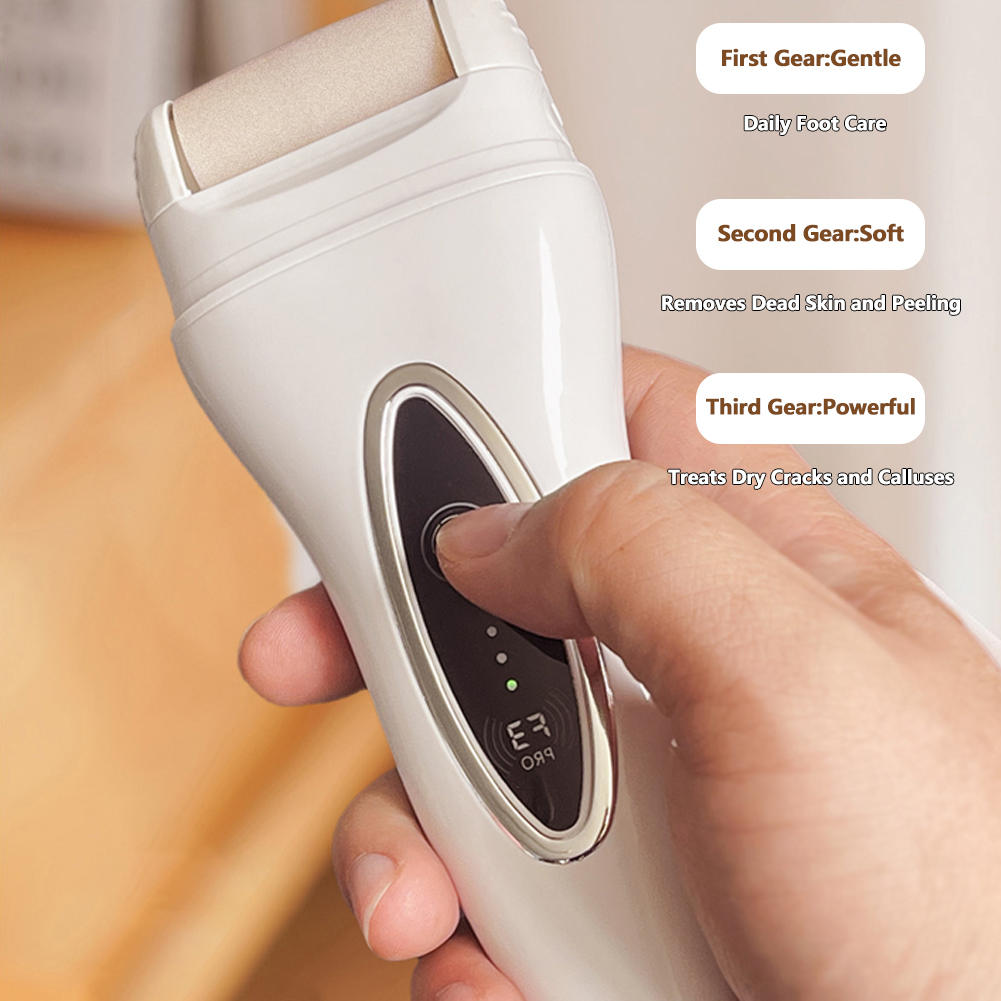 First Gear:Gentle
Daily Foot Care
Second Gear:Soft
Removes Dead Skin and Peeling
Third Gear:Powerful
Treats Dry Cracks and Calluses
PRO